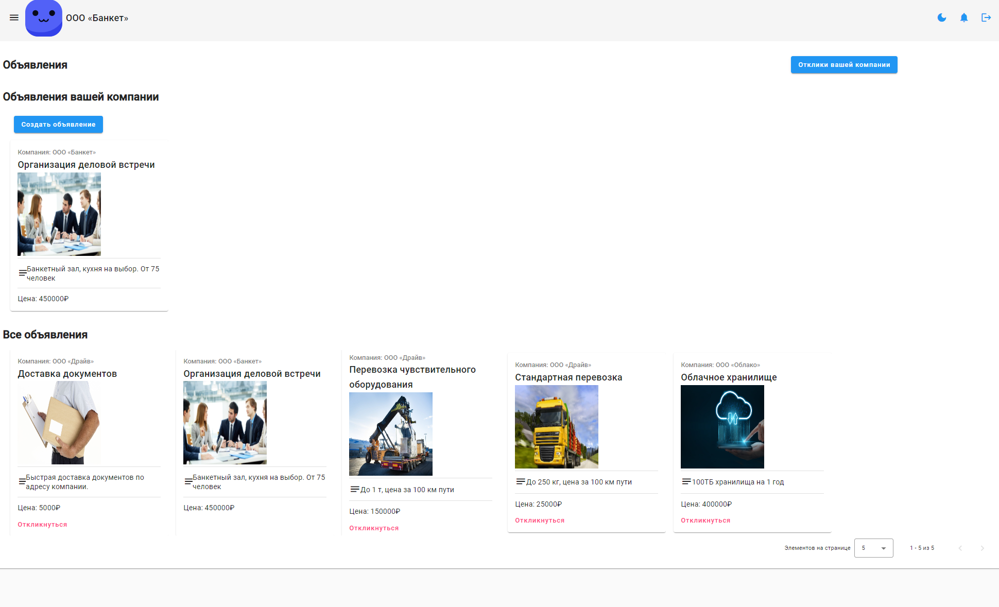 ООО «Банкет»
Объявления
Отклики вашей компании
Объявления вашей компании
Создать объявление
Компания: ООО «Банкет»
Организация деловой встречи
Банкетный зал, кухня на выбор. От 75
человек
Цена: 450000₽
Все объявления
Компания: ООО «Драйв»
Доставка документов
Быстрая доставка документов по
адресу компании.
Цена: 5000₽
Откликнуться
Компания: ООО «Банкет»
Организация деловой встречи
Банкетный зал, кухня на выбор. От 75
человек
Цена: 450000₽
Компания: ООО «Драйв»
Перевозка чувствительного
оборудования
До 1 т, цена за 100 км пути
Цена: 150000₽
Откликнуться
Компания: ООО «Драйв»
Стандартная перевозка
До 250 кг, цена за 100 км пути
Цена: 25000₽
Откликнуться
Компания: ООО «Облако»
Облачное хранилище
100ТБ хранилища на 1 год
Цена: 400000₽
Откликнуться
Элементов на странице 5 1 - 5 из 5